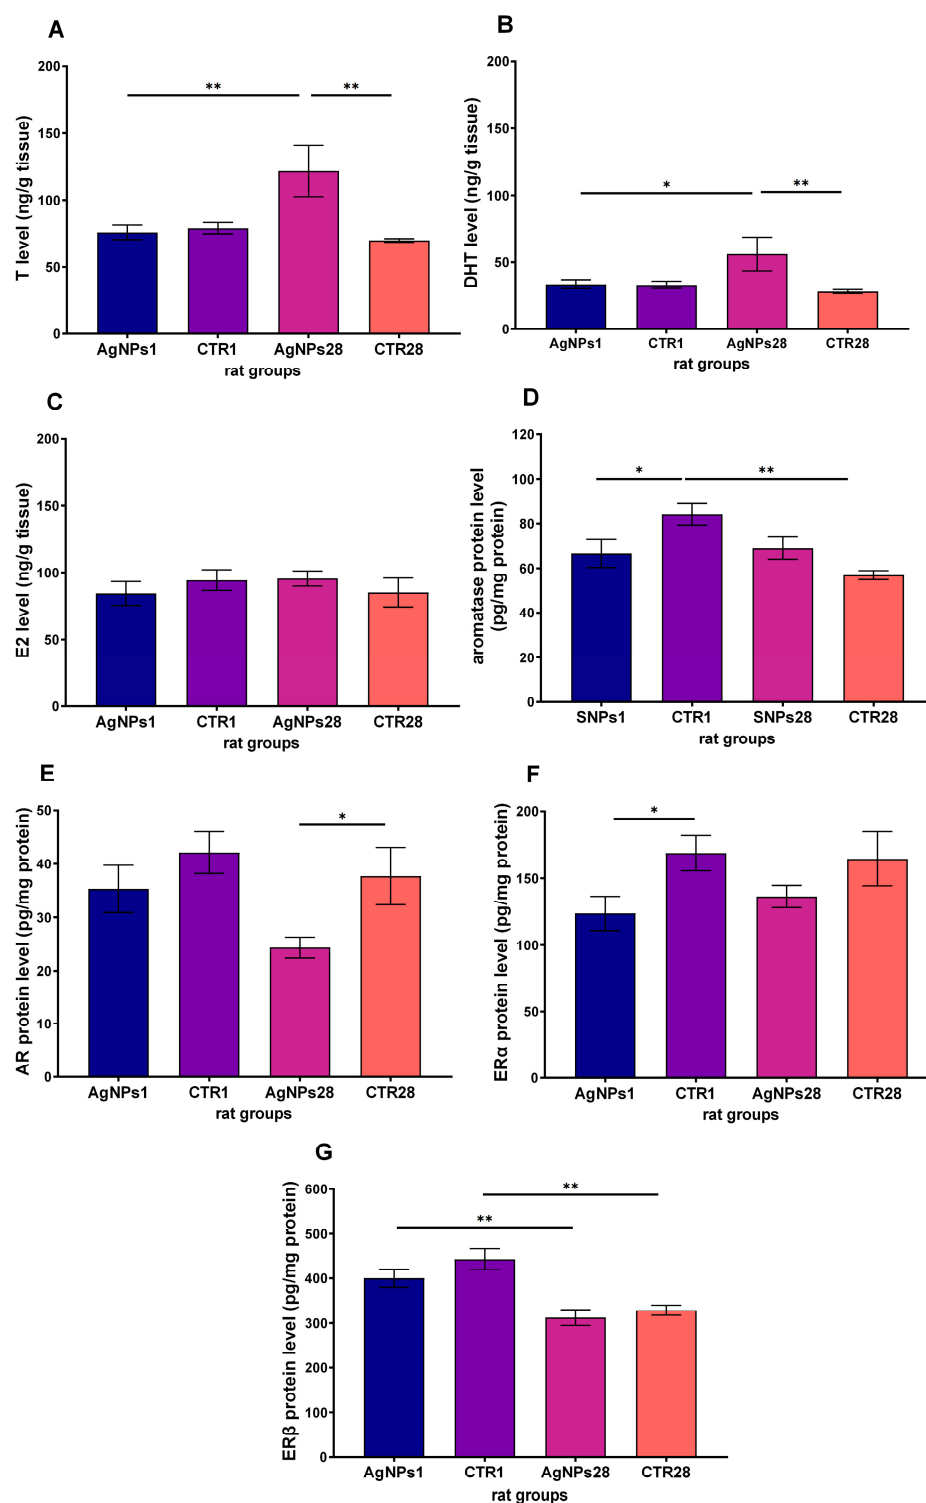 A
T level (ng/g tissue)
200
150
100
50
0
**
**
AgNPs1 CTR1 AgNPs28 CTR28
rat groups
B
DHT level (ng/g tissue)
200
150
100
50
0
*
**
AgNPs1 CTR1 AgNPs28 CTR28
rat groups
C
E2 level (ng/g tissue)
200
150
100
50
0
AgNPs1 CTR1 AgNPs28 CTR28
rat groups
D
aromatase protein level
(pg/mg protein)
120
100
80
60
40
20
0
*
**
SNPs1 CTR1 SNPs28 CTR28
rat groups
E
AR protein level (pg/mg protein)
50
40
30
20
10
0
*
AgNPs1 CTR1 AgNPs28 CTR28
rat groups
F
ERα protein level (pg/mg protein)
200
150
100
50
0
*
AgNPs1 CTR1 AgNPs28 CTR28
rat groups
G
ERβ protein level (pg/mg protein)
600
500
400
300
200
100
0
**
**
AgNPs1 CTR1 AgNPs28 CTR28
rat groups